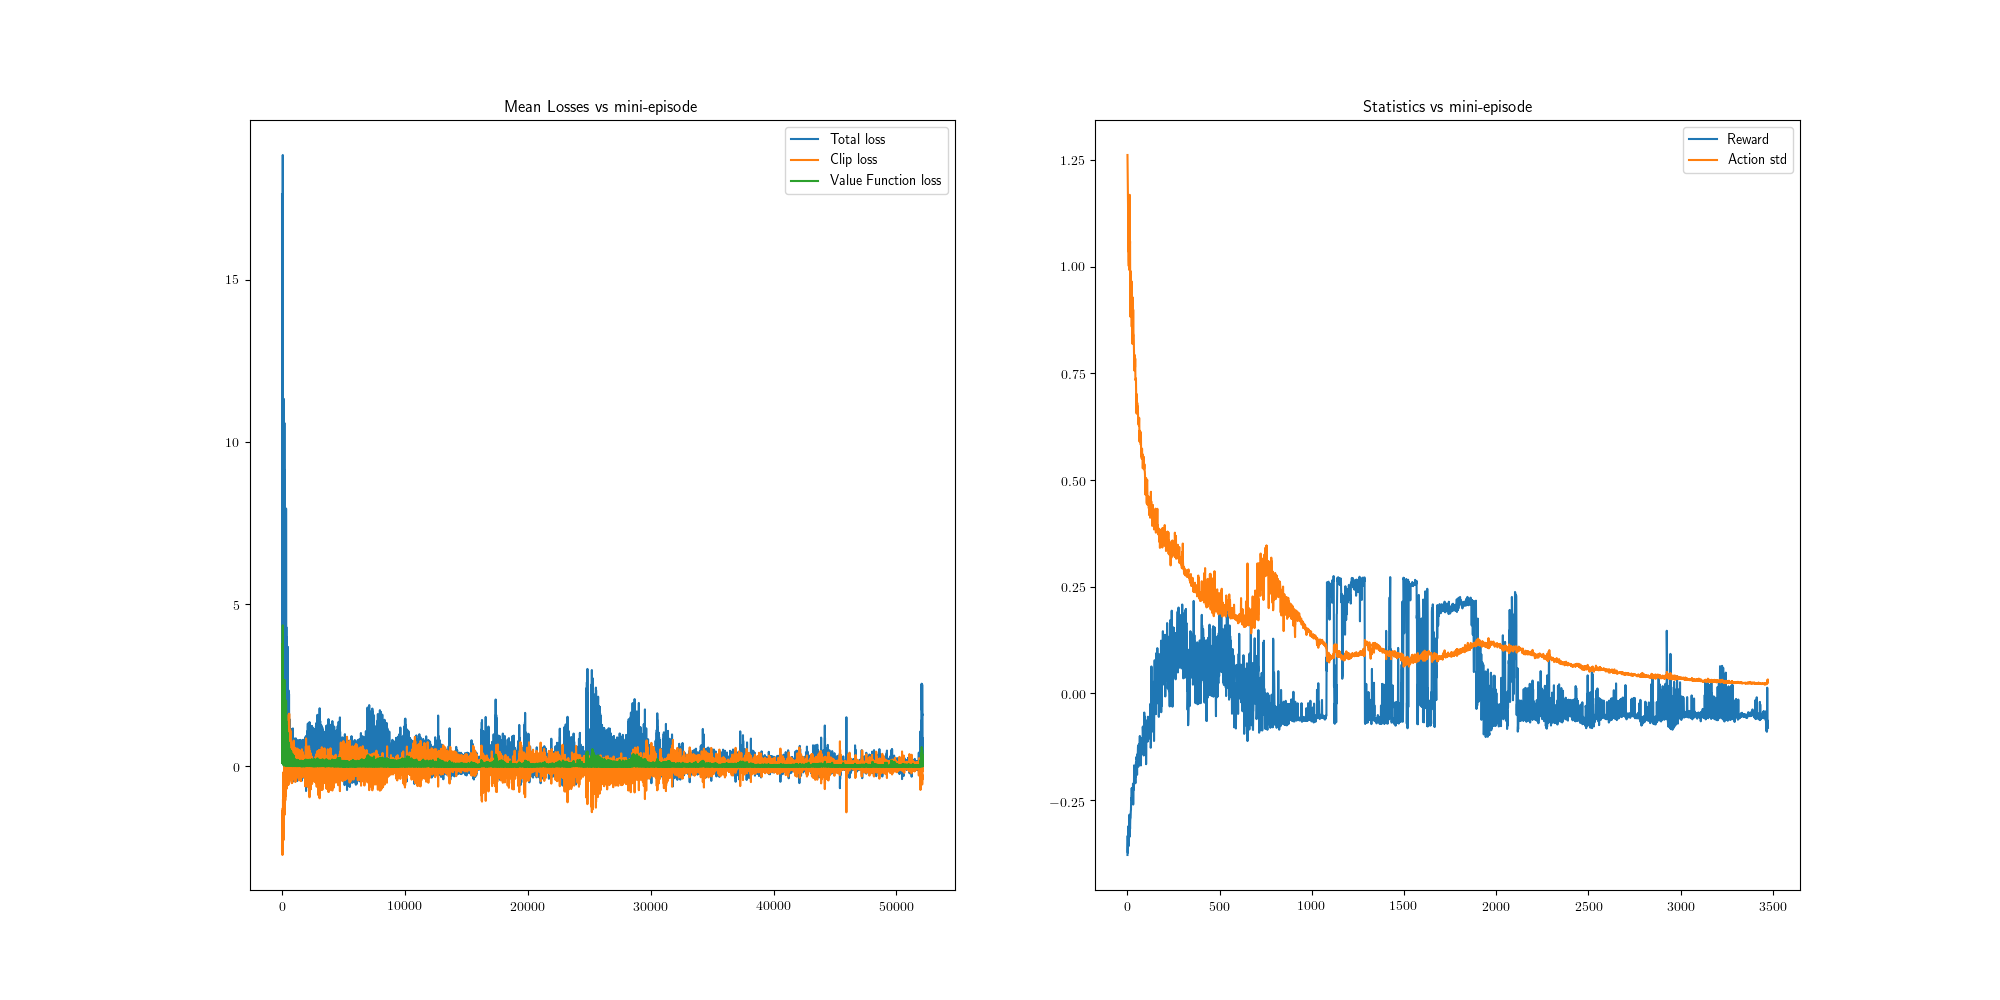 Mean Losses vs mini-episode
Total loss
Clip loss
Value Function loss
15
10
5
0
0 10000 20000 30000 40000 50000
Statistics vs mini-episode
Reward
Action std
1.25
1.00
0.75
0.50
0.25
0.00
−0.25
0 500 1000 1500 2000 2500 3000 3500